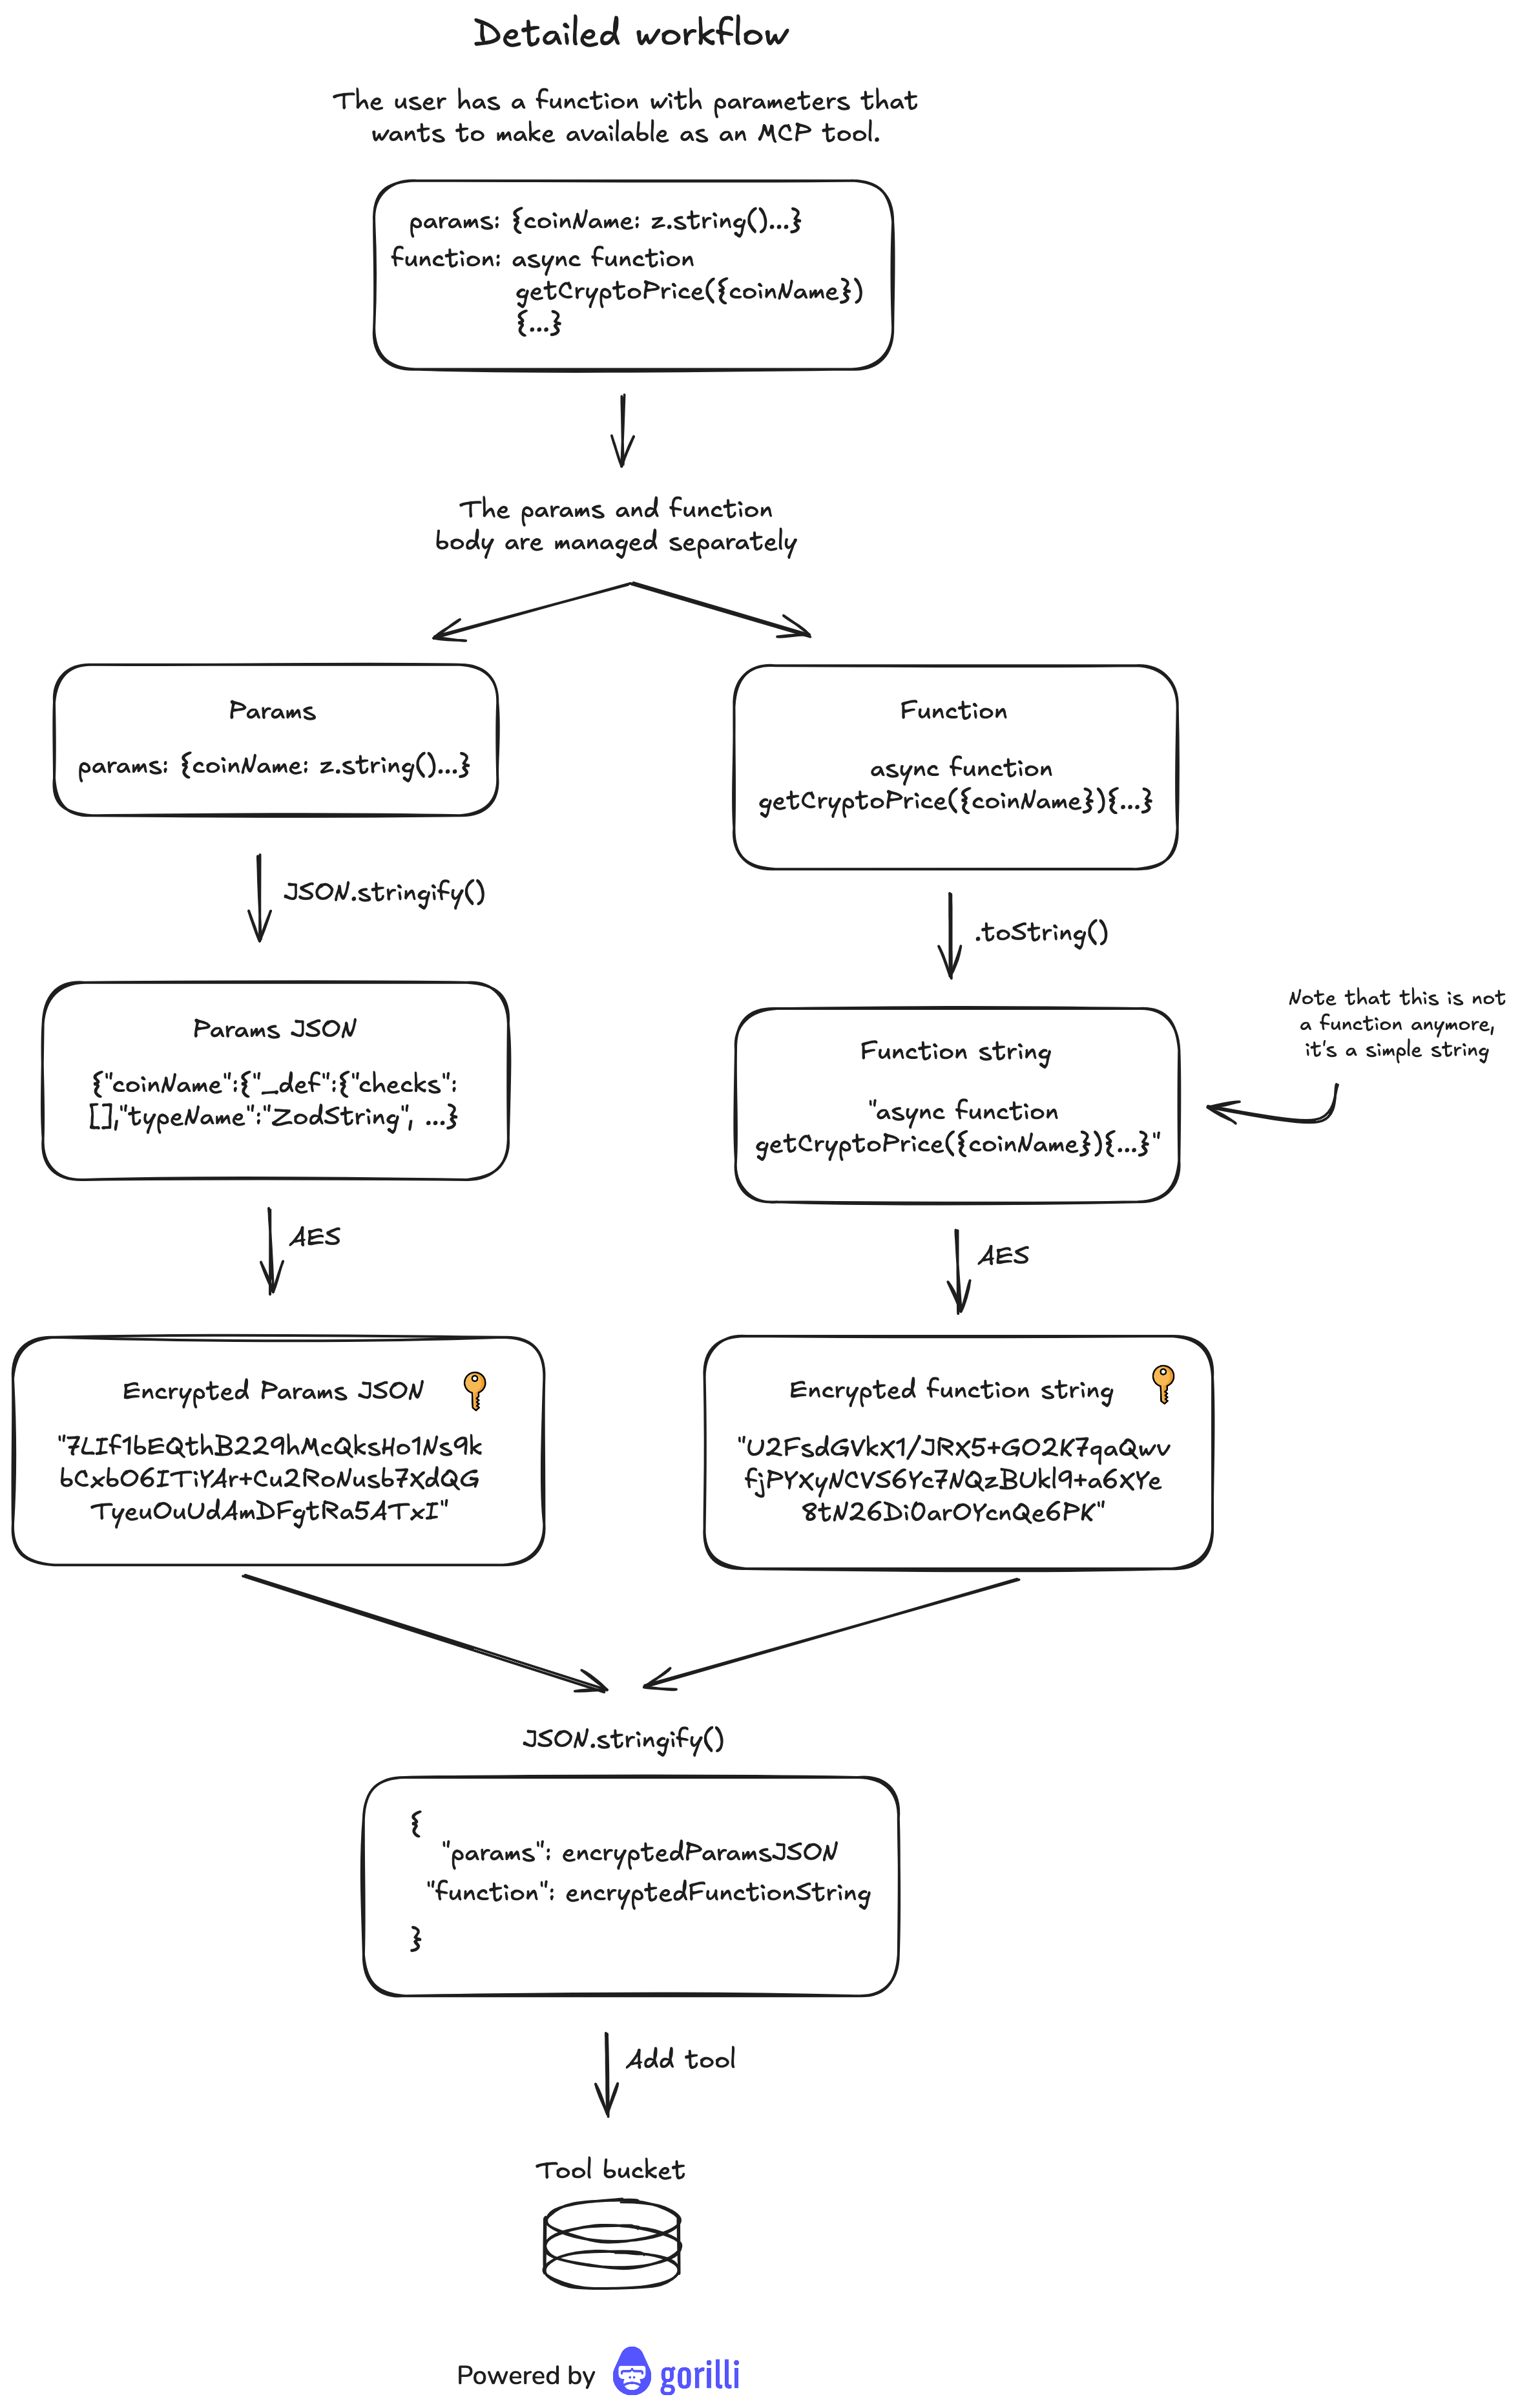 Detailed workflow
The user has a function with parameters that
wants to make available as an MCP tool.
params: {coinName: z.string()...}
function: async function
getCryptoPrice({coinName})
{...}
The params and function
body are managed separately
Params
params: {coinName: z.string()...}
Function
async function
getCryptoPrice({coinName}){...}
JSON.stringify()
.toString()
Params JSON
{"coinName":{"_def":{"checks":
[],"typeName":"ZodString", ...}
Function string
"async function
getCryptoPrice({coinName}){...}"
Note that this is not
a function anymore,
it's a simple string
AES
AES
Encrypted Params JSON
"7LIf1bEQthB229hMcQksHo1Ns9k
bCxbO6ITiYAr+Cu2RoNusb7XdQG
TyeuOuUdAmDFgtRa5ATxI"
Encrypted function string
"U2FsdGVkX1/JRX5+GO2K7qaQwv
fjPYXyNCVS6Yc7NQzBUkl9+a6XYe
8tN26Di0arOYcnQe6PK"
JSON.stringify()
{
"params": encryptedParamsJSON
"function": encryptedFunctionString
}
Add tool
Tool bucket
Powered by gorilli